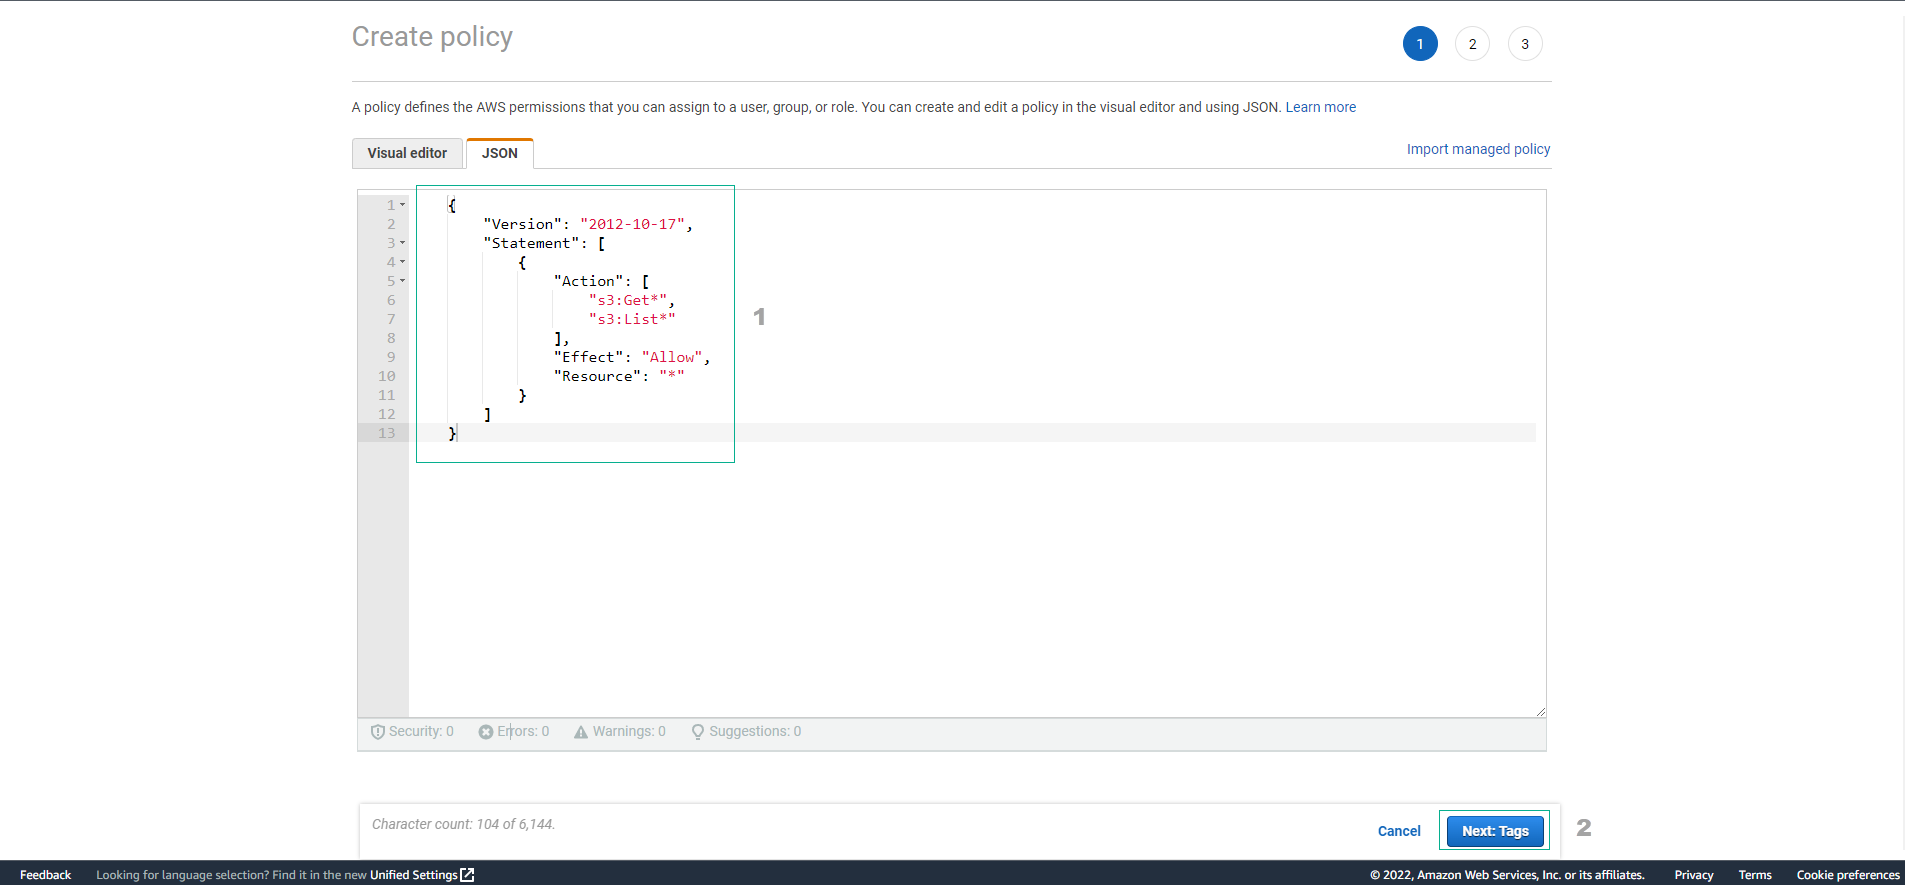 Create policy
1 2 3
A policy defines the AWS permissions that you can assign to a user, group, or role. You can create and edit a policy in the visual editor and using JSON. Learn more
Visual editor JSON Import managed policy
1 {
2 "Version": "2012-10-17",
3 "Statement": [
4 {
5 "Action": [
6 "s3:Get*",
7 "s3:List*"
8 ],
9 "Effect": "Allow",
10 "Resource": "*"
11 }
12 ]
13 }
1
Security: 0 Errors: 0 Warnings: 0 Suggestions: 0
Character count: 104 of 6,144.
Cancel Next: Tags 2
Feedback Looking for language selection? Find it in the new Unified Settings © 2022, Amazon Web Services, Inc. or its affiliates. Privacy Terms Cookie preferences